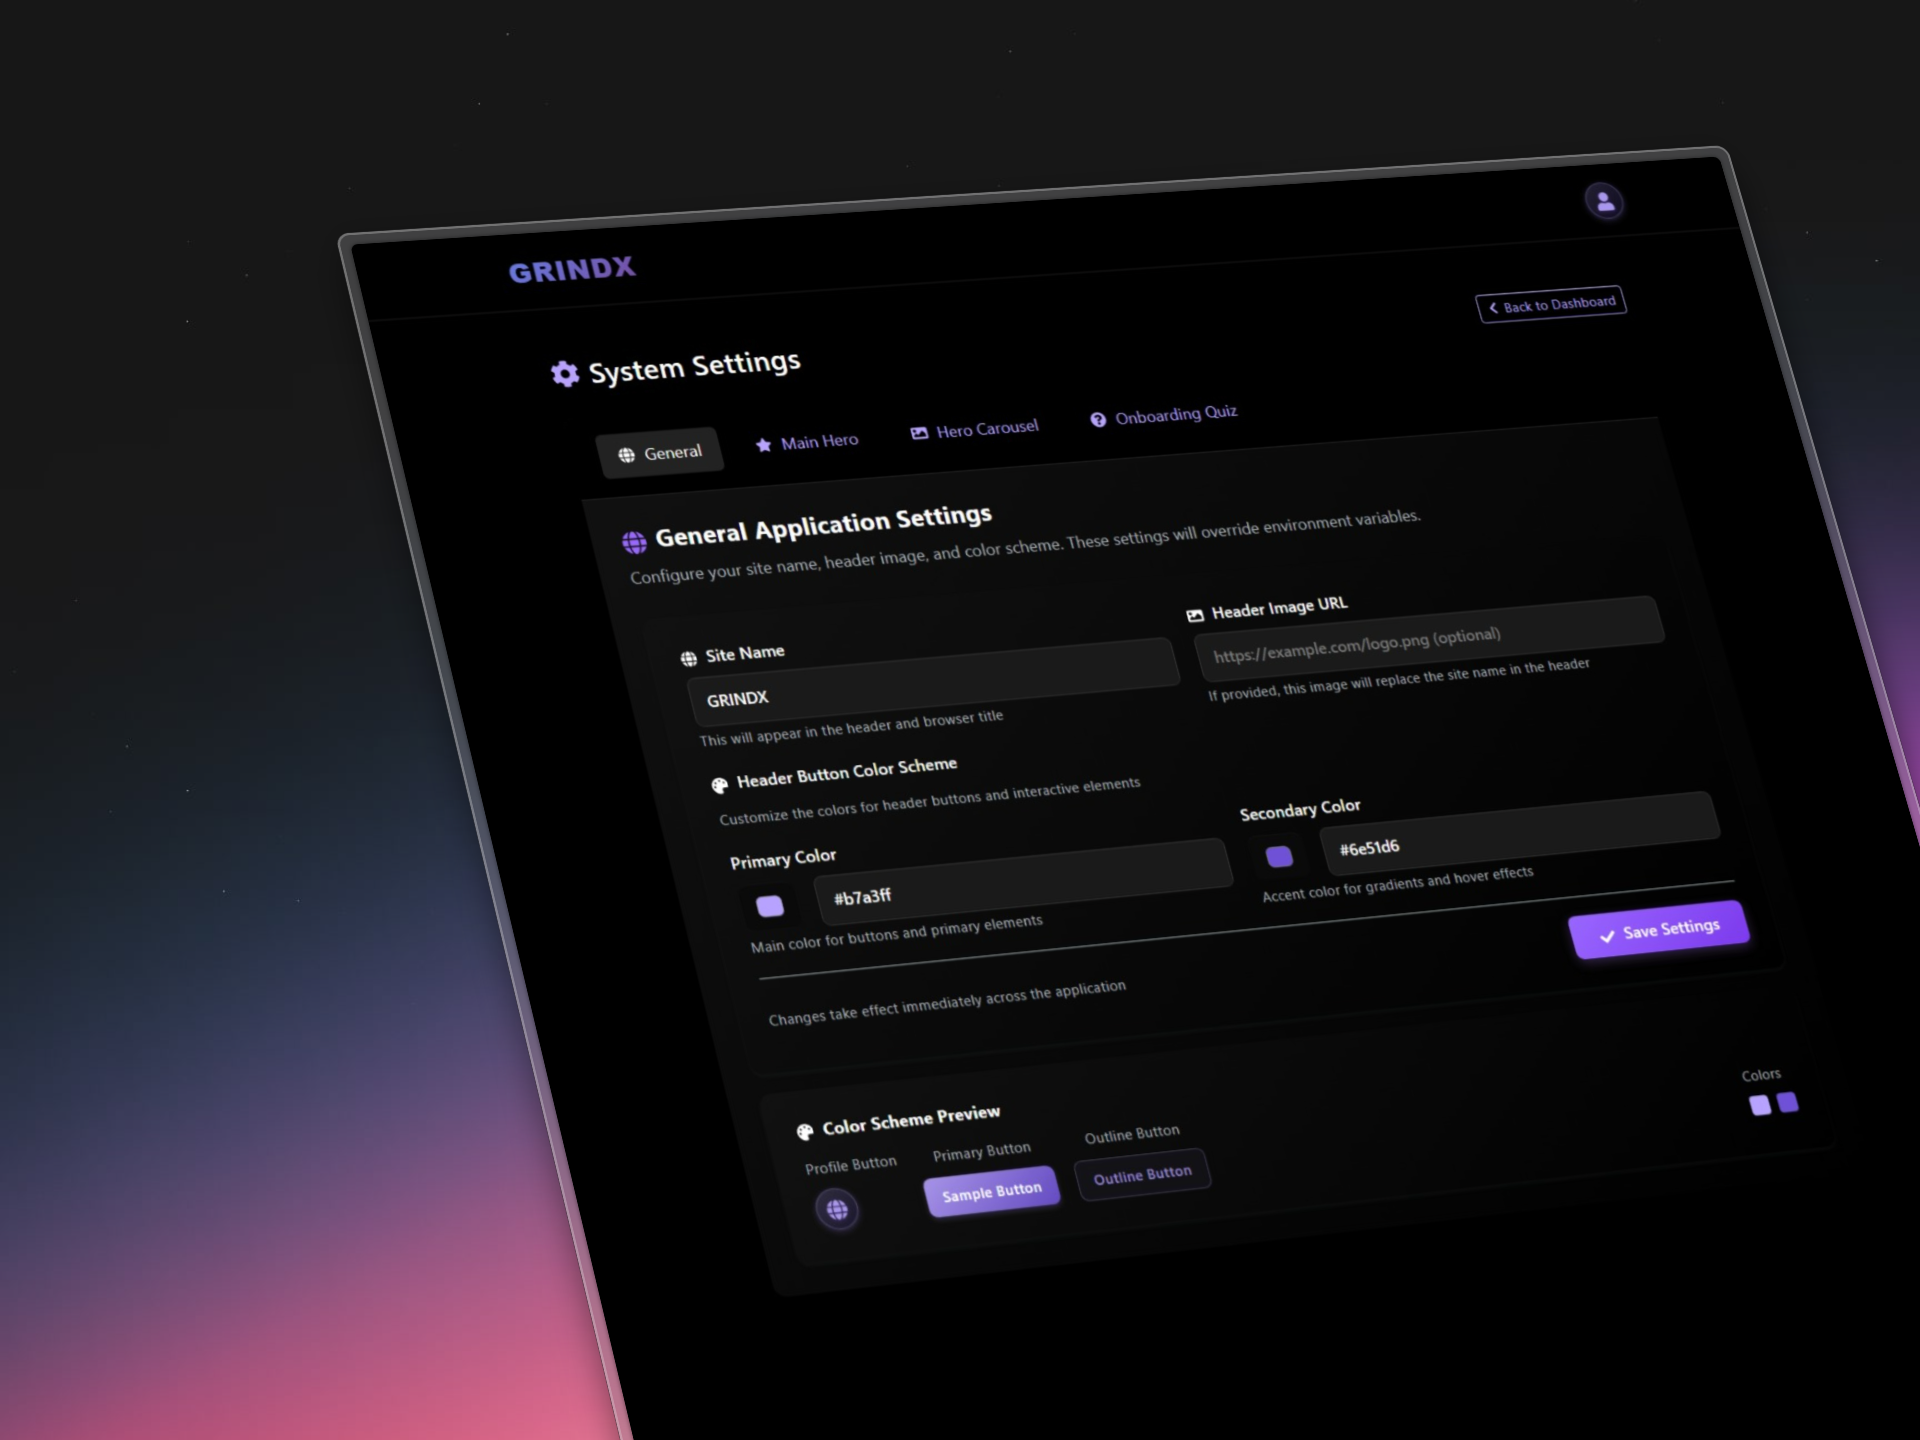 GRINDX
Back to Dashboard
System Settings
General
Main Hero
Hero Carousel
Onboarding Quiz
General Application Settings
Configure your site name, header image, and color scheme. These settings will override environment variables.
Site Name
GRINDX
This will appear in the header and browser title
Header Image URL
https://example.com/logo.png (optional)
If provided, this image will replace the site name in the header
Header Button Color Scheme
Customize the colors for header buttons and interactive elements
Primary Color
#b7a3ff
Main color for buttons and primary elements
Secondary Color
#6e51d6
Accent color for gradients and hover effects
Save Settings
Changes take effect immediately across the application
Color Scheme Preview
Profile Button
Primary Button
Sample Button
Outline Button
Outline Button
Colors